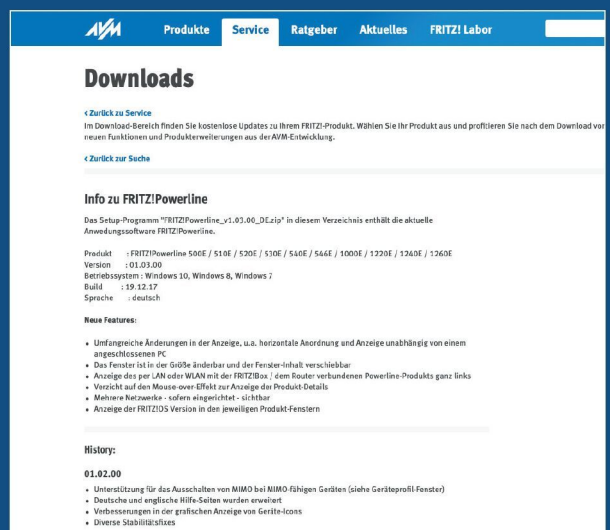 AVM Produkte Service Ratgeber Aktuelles FRITZ! Labor
Downloads
‹ Zurück zu Service
Im Download-Bereich finden Sie kostenlose Updates zu Ihrem FRITZ!-Produkt. Wählen Sie Ihr Produkt aus und profitieren Sie nach dem Download vor
neuen Funktionen und Produkterweiterungen aus der AVM-Entwicklung.
‹ Zurück zur Suche
Info zu FRITZ!Powerline
Das Setup-Programm "FRITZ!Powerline_v1.03.00_DE.zip" in diesem Verzeichnis enthält die aktuelle
Anwedungssoftware FRITZ!Powerline.
Produkt : FRITZ!Powerline 500E / 510E / 520E / 530E / 540E / 546E / 1000E / 1220E / 1240E / 1260E
Version : 01.03.00
Betriebssystem : Windows 10, Windows 8, Windows 7
Build : 19.12.17
Sprache : deutsch
Neue Features:
• Umfangreiche Änderungen in der Anzeige, u.a. horizontale Anordnung und Anzeige unabhängig von einem
angeschlossenen PC
• Das Fenster ist in der Größe änderbar und der Fenster-Inhalt verschiebbar
• Anzeige des per LAN oder WLAN mit der FRITZ!Box / dem Router verbundenen Powerline-Produkts ganz links
• Verzicht auf den Mouse-over-Effekt zur Anzeige der Produkt-Details
• Mehrere Netzwerke - sofern eingerichtet - sichtbar
• Anzeige der FRITZ!OS Version in den jeweiligen Produkt-Fenstern
History:
01.02.00
• Unterstützung für das Ausschalten von MIMO bei MIMO-fähigen Geräten (siehe Geräteprofil-Fenster)
• Deutsche und englische Hilfe-Seiten wurden erweitert
• Verbesserungen in der grafischen Anzeige von Geräte-Icons
• Diverse Stabilitätsfixes